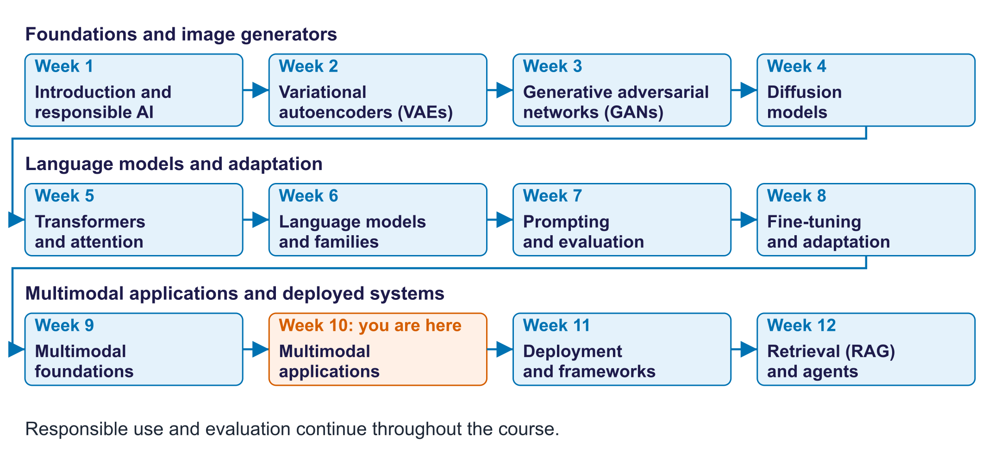 Foundations and image generators
Week 1
Introduction and
responsible AI
Week 2
Variational
autoencoders (VAEs)
Week 3
Generative adversarial
networks (GANs)
Week 4
Diffusion
models
Language models and adaptation
Week 5
Transformers
and attention
Week 6
Language models
and families
Week 7
Prompting
and evaluation
Week 8
Fine-tuning
and adaptation
Multimodal applications and deployed systems
Week 9
Multimodal
foundations
Week 10: you are here
Multimodal
applications
Week 11
Deployment
and frameworks
Week 12
Retrieval (RAG)
and agents
Responsible use and evaluation continue throughout the course.